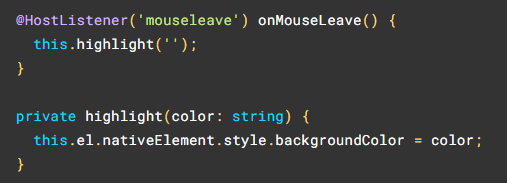 @HostListener('mouseleave') onMouseLeave() {
  this.highlight('');
}

private highlight(color: string) {
  this.el.nativeElement.style.backgroundColor = color;
}